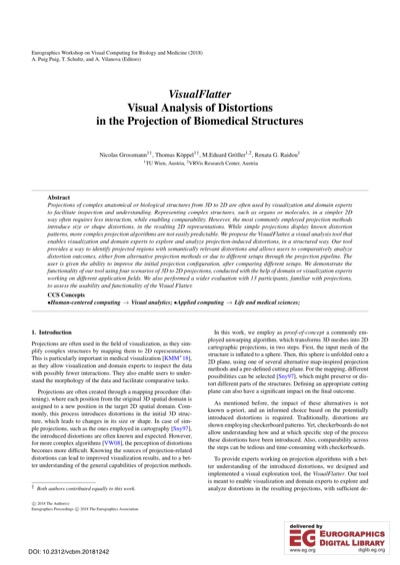 Eurographics Workshop on Visual Computing for Biology and Medicine (2018)
A. Puig Puig, T. Schultz, and A. Vilanova (Editors)
VisualFlatter
Visual Analysis of Distortions
in the Projection of Biomedical Structures
Nicolas Grossmann†1, Thomas Köppel†1, M.Eduard Gröller1,2, Renata G. Raidou1
1TU Wien, Austria, 2VRVis Research Center, Austria
Abstract
Projections of complex anatomical or biological structures from 3D to 2D are often used by visualization and domain experts
to facilitate inspection and understanding. Representing complex structures, such as organs or molecules, in a simpler 2D
way often requires less interaction, while enabling comparability. However, the most commonly employed projection methods
introduce size or shape distortions, in the resulting 2D representations. While simple projections display known distortion
patterns, more complex projection algorithms are not easily predictable. We propose the VisualFlatter a visual analysis tool that
enables visualization and domain experts to explore and analyze projection-induced distortions, in a structured way. Our tool
provides a way to identify projected regions with semantically relevant distortions and allows users to comparatively analyze
distortion outcomes, either from alternative projection methods or due to different setups through the projection pipeline. The
user is given the ability to improve the initial projection configuration, after comparing different setups. We demonstrate the
functionality of our tool using four scenarios of 3D to 2D projections, conducted with the help of domain or visualization experts
working on different application fields. We also performed a wider evaluation with 13 participants, familiar with projections,
to assess the usability and functionality of the Visual Flatter.
CCS Concepts
•Human-centered computing → Visual analytics; •Applied computing → Life and medical sciences;
1. Introduction
Projections are often used in the field of visualization, as they sim-
plify complex structures by mapping them to 2D representations.
This is particularly important in medical visualization [KMM*18],
as they allow visualization and domain experts to inspect the data
with possibly fewer interactions. They also enable users to under-
stand the morphology of the data and facilitate comparative tasks.
Projections are often created through a mapping procedure (flat-
tening), where each position from the original 3D spatial domain is
assigned to a new position in the target 2D spatial domain. Com-
monly, this process introduces distortions in the initial 3D struc-
ture, which leads to changes in its size or shape. In case of sim-
ple projections, such as the ones employed in cartography [Sny97],
the introduced distortions are often known and expected. However,
for more complex algorithms [VW08], the perception of distortions
becomes more difficult. Knowing the sources of projection-related
distortions can lead to improved visualization results, and to a bet-
ter understanding of the general capabilities of projection methods.
† Both authors contributed equally to this work.
© 2018 The Author(s)
Eurographics Proceedings © 2018 The Eurographics Association
In this work, we employ as proof-of-concept a commonly em-
ployed unwarping algorithm, which transforms 3D meshes into 2D
cartographic projections, in two steps. First, the input mesh of the
structure is inflated to a sphere. Then, this sphere is unfolded onto a
2D plane, using one of several alternative map-inspired projection
methods and a pre-defined cutting plane. For the mapping, different
possibilities can be selected [Sny97], which might preserve or dis-
tort different parts of the structures. Defining an appropriate cutting
plane can also have a significant impact on the final outcome.
As mentioned before, the impact of these alternatives is not
known a-priori, and an informed choice based on the potentially
introduced distortions is required. Traditionally, distortions are
shown employing checkerboard patterns. Yet, checkerboards do not
allow understanding how and at which specific step of the process
these distortions have been introduced. Also, comparability across
the steps can be tedious and time-consuming with checkerboards.
To provide experts working on projection algorithms with a bet-
ter understanding of the introduced distortions, we designed and
implemented a visual exploration tool, the VisualFlatter. Our tool
is meant to enable visualization and domain experts to explore and
analyze distortions in the resulting projections, with sufficient de-
DOI: 10.2312/vcbm.20181242
delivered by
EG EUROGRAPHICS
DIGITAL LIBRARY
www.eg.org diglib.eg.org